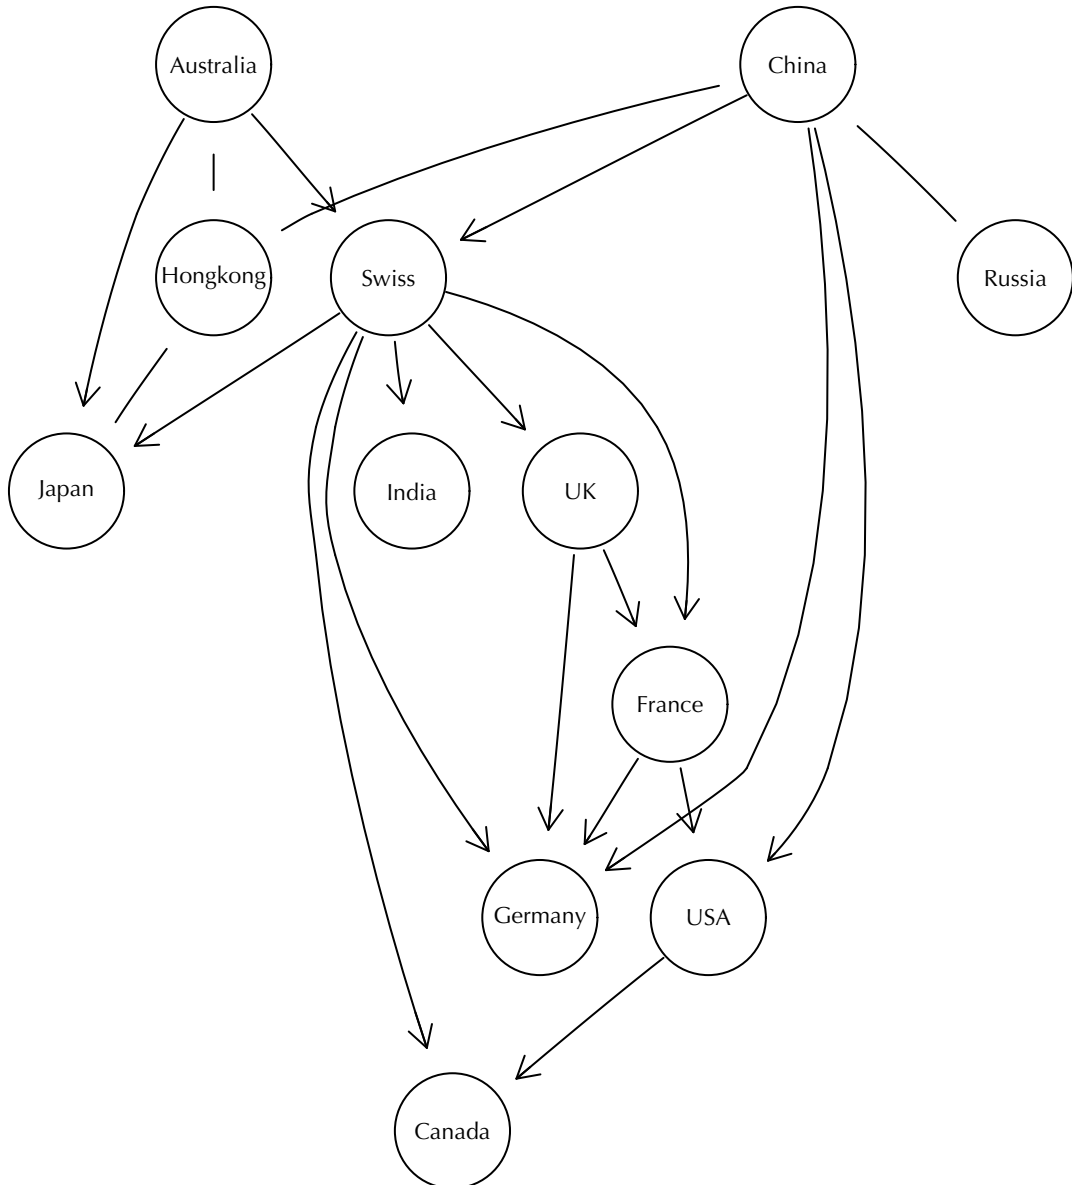 Australia
China
Hongkong
Swiss
Russia
Japan
India
UK
France
Germany
USA
Canada